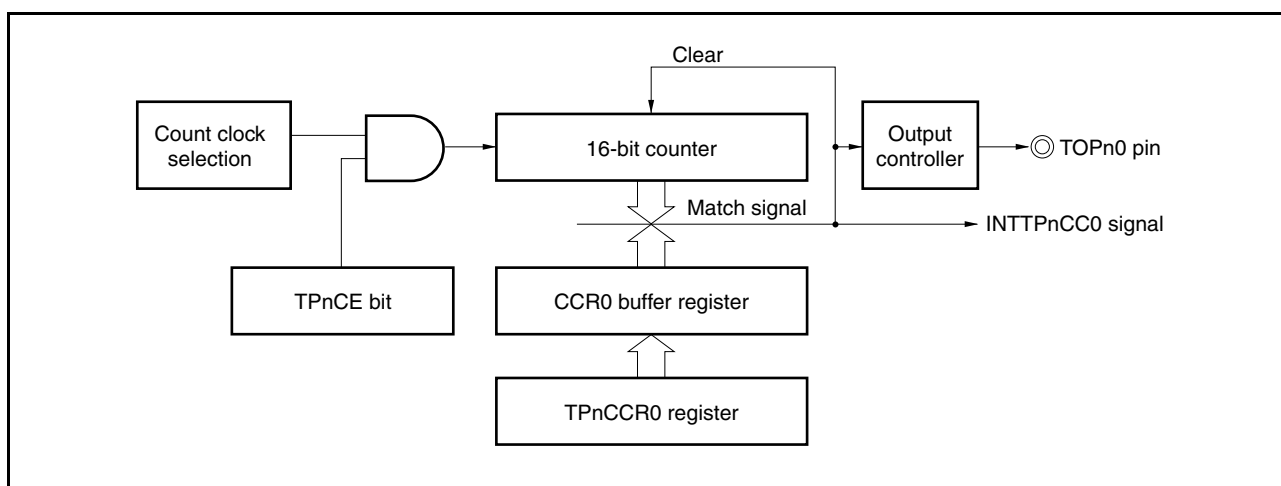 Clear
Count clock
selection
16-bit counter
Output
controller
TOPn0 pin
Match signal
INTTPnCC0 signal
TPnCE bit
CCR0 buffer register
TPnCCR0 register